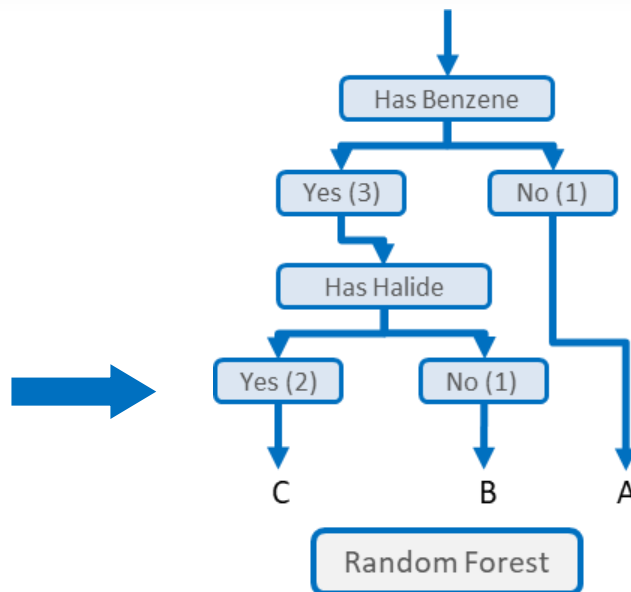 Has Benzene
Yes (3)
No (1)
Has Halide
Yes (2)
No (1)
C
B
A
Random Forest